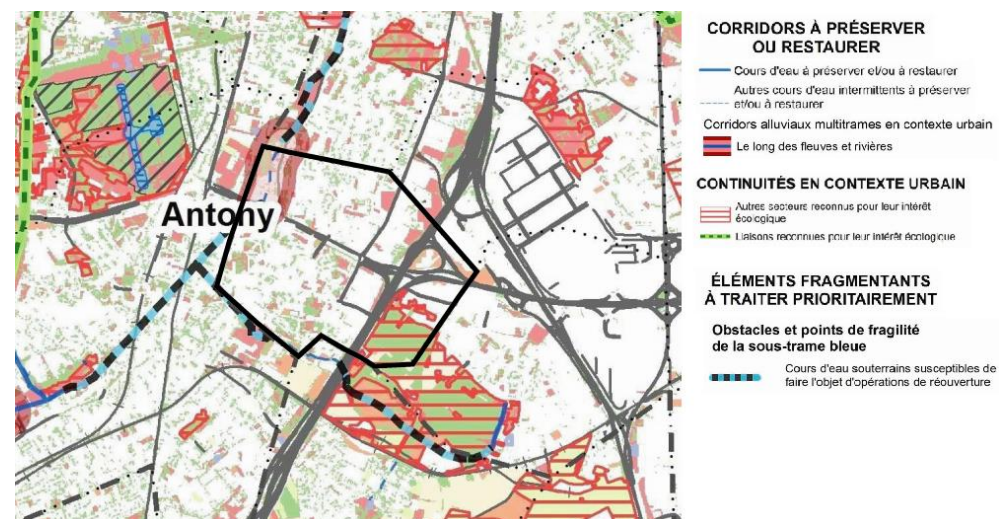 Antony
CORRIDORS À PRÉSERVER
OU RESTAURER
Cours d'eau à préserver et/ou à restaurer
Autres cours d'eau intermittents à préserver
et/ou à restaurer
Corridors alluviaux multitrames en contexte urbain
Le long des fleuves et rivières
CONTINUITÉS EN CONTEXTE URBAIN
Autres secteurs reconnus pour leur intérêt
écologique
Liaisons reconnues pour leur intérêt écologique
ÉLÉMENTS FRAGMENTANTS
À TRAITER PRIORITAIREMENT
Obstacles et points de fragilité
de la sous-trame bleue
Cours d'eau souterrains susceptibles de
faire l'objet d'opérations de réouverture